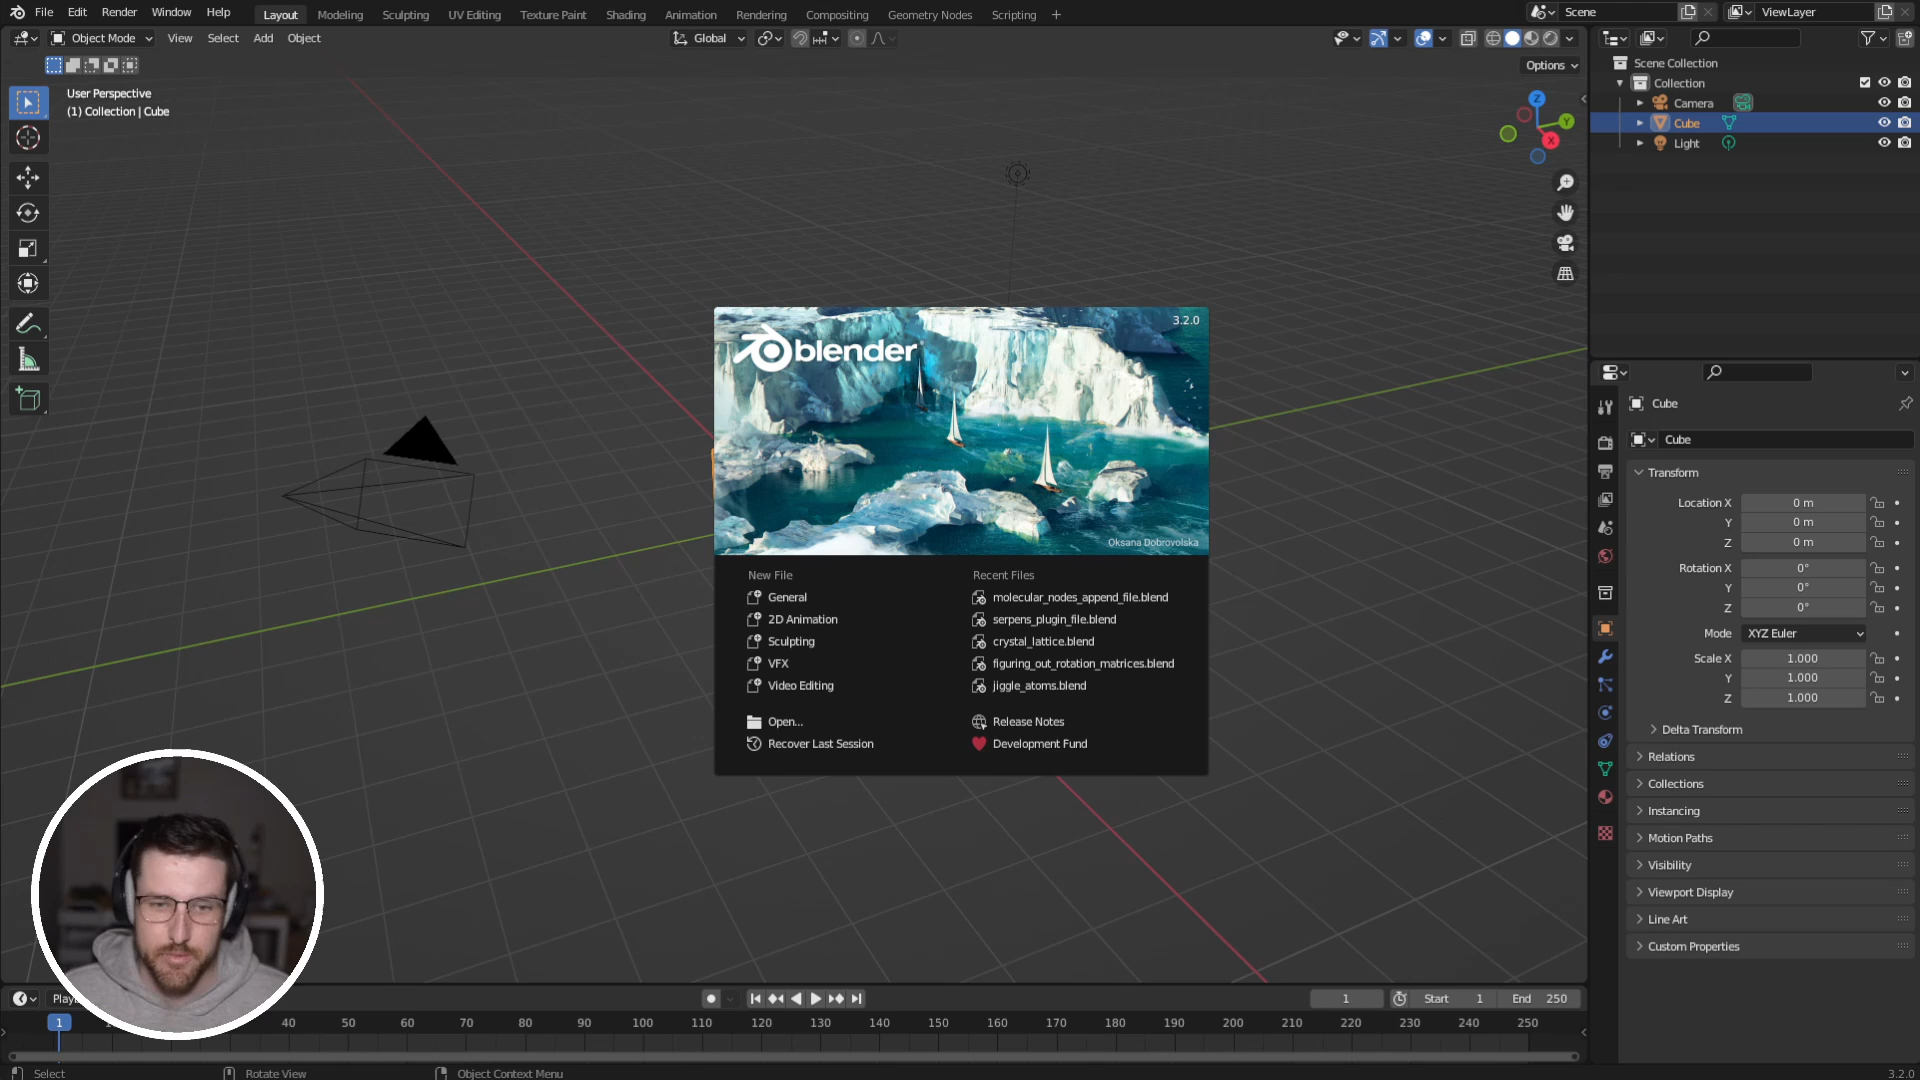 File Edit Render Window Help Layout Modeling Sculpting UV Editing Texture Paint Shading Animation Rendering Compositing Geometry Nodes Scripting + Scene ViewLayer
Object Mode View Select Add Object Global
Options
User Perspective
(1) Collection | Cube
Z
Y
X
Scene Collection
Collection
Camera
Cube
Light
3.2.0
blender
Oksana Dobrovolska
New File
General
2D Animation
Sculpting
VFX
Video Editing
Open...
Recover Last Session
Recent Files
molecular_nodes_append_file.blend
serpens_plugin_file.blend
crystal_lattice.blend
figuring_out_rotation_matrices.blend
jiggle_atoms.blend
Release Notes
Development Fund
Cube
Cube
Transform
Location X 0 m
Y 0 m
Z 0 m
Rotation X 0°
Y 0°
Z 0°
Mode XYZ Euler
Scale X 1.000
Y 1.000
Z 1.000
Delta Transform
Relations
Collections
Instancing
Motion Paths
Visibility
Viewport Display
Line Art
Custom Properties
1 Start 1 End 250
1 40 50 60 70 80 90 100 110 120 130 140 150 160 170 180 190 200 210 220 230 240 250
Select Rotate View Object Context Menu 3.2.0